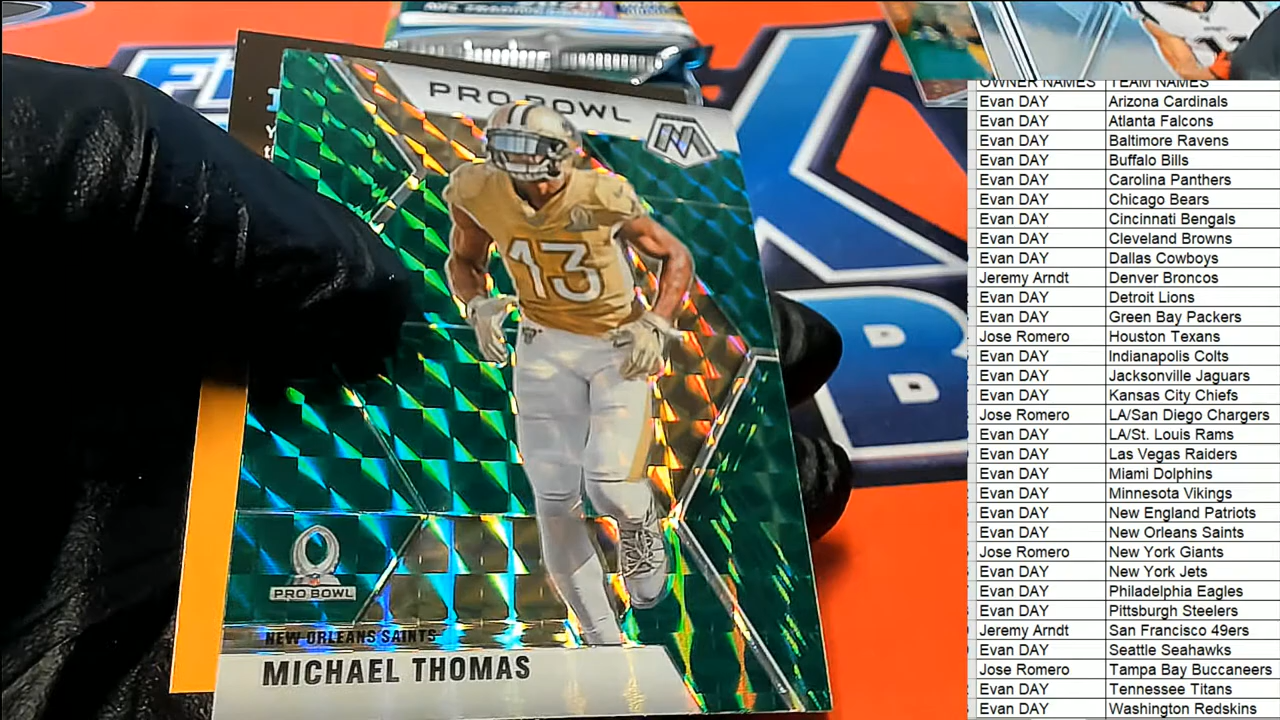 PRO BOWL
13
PRO BOWL
NEW ORLEANS SAINTS
MICHAEL THOMAS
OWNER NAMES TEAM NAMES
Evan DAY Arizona Cardinals
Evan DAY Atlanta Falcons
Evan DAY Baltimore Ravens
Evan DAY Buffalo Bills
Evan DAY Carolina Panthers
Evan DAY Chicago Bears
Evan DAY Cincinnati Bengals
Evan DAY Cleveland Browns
Evan DAY Dallas Cowboys
Jeremy Arndt Denver Broncos
Evan DAY Detroit Lions
Evan DAY Green Bay Packers
Jose Romero Houston Texans
Evan DAY Indianapolis Colts
Evan DAY Jacksonville Jaguars
Evan DAY Kansas City Chiefs
Jose Romero LA/San Diego Chargers
Evan DAY LA/St. Louis Rams
Evan DAY Las Vegas Raiders
Evan DAY Miami Dolphins
Evan DAY Minnesota Vikings
Evan DAY New England Patriots
Evan DAY New Orleans Saints
Jose Romero New York Giants
Evan DAY New York Jets
Evan DAY Philadelphia Eagles
Evan DAY Pittsburgh Steelers
Jeremy Arndt San Francisco 49ers
Evan DAY Seattle Seahawks
Jose Romero Tampa Bay Buccaneers
Evan DAY Tennessee Titans
Evan DAY Washington Redskins